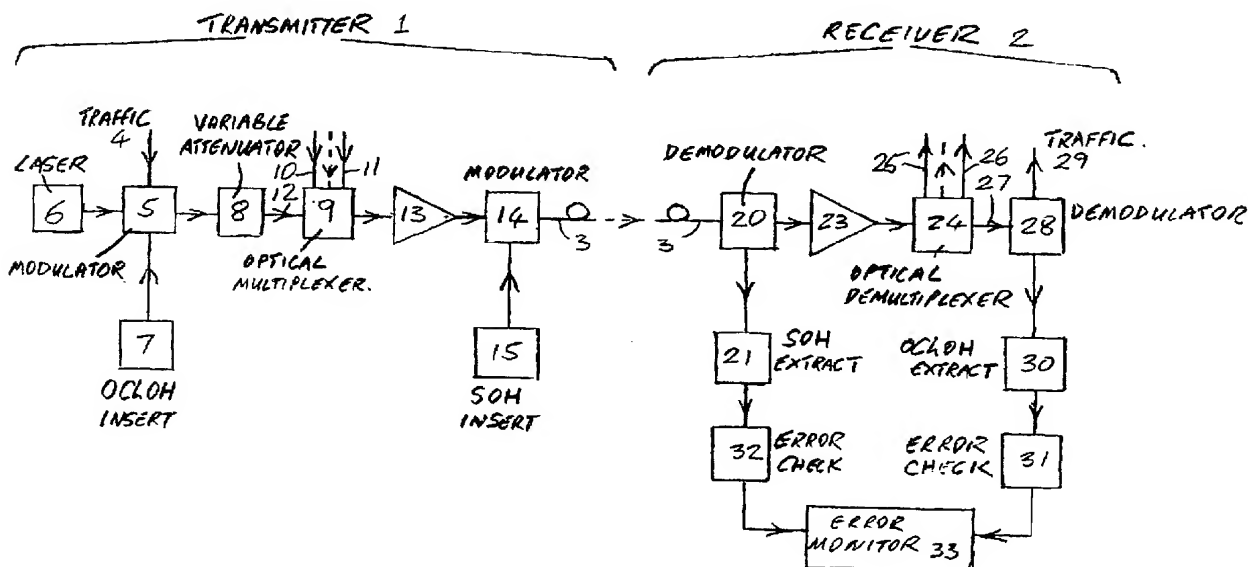 TRANSMITTER 1
RECEIVER 2
TRAFFIC
4
VARIABLE
ATTENUATOR
LASER
6
5
8
10
12
11
9
13
MODULATOR
14
3
MODULATOR
OPTICAL
MULTIPLEXER.
7
OCLOH
INSERT
15
SOH
INSERT
DEMODULATOR
20
3
23
25
26
27
24
TRAFFIC.
29
28
DEMODULATOR
OPTICAL
DEMULTIPLEXER
21
SOH
EXTRACT
OCLOH
EXTRACT
30
32
ERROR
CHECK
ERROR
CHECK
31
ERROR
MONITOR 33